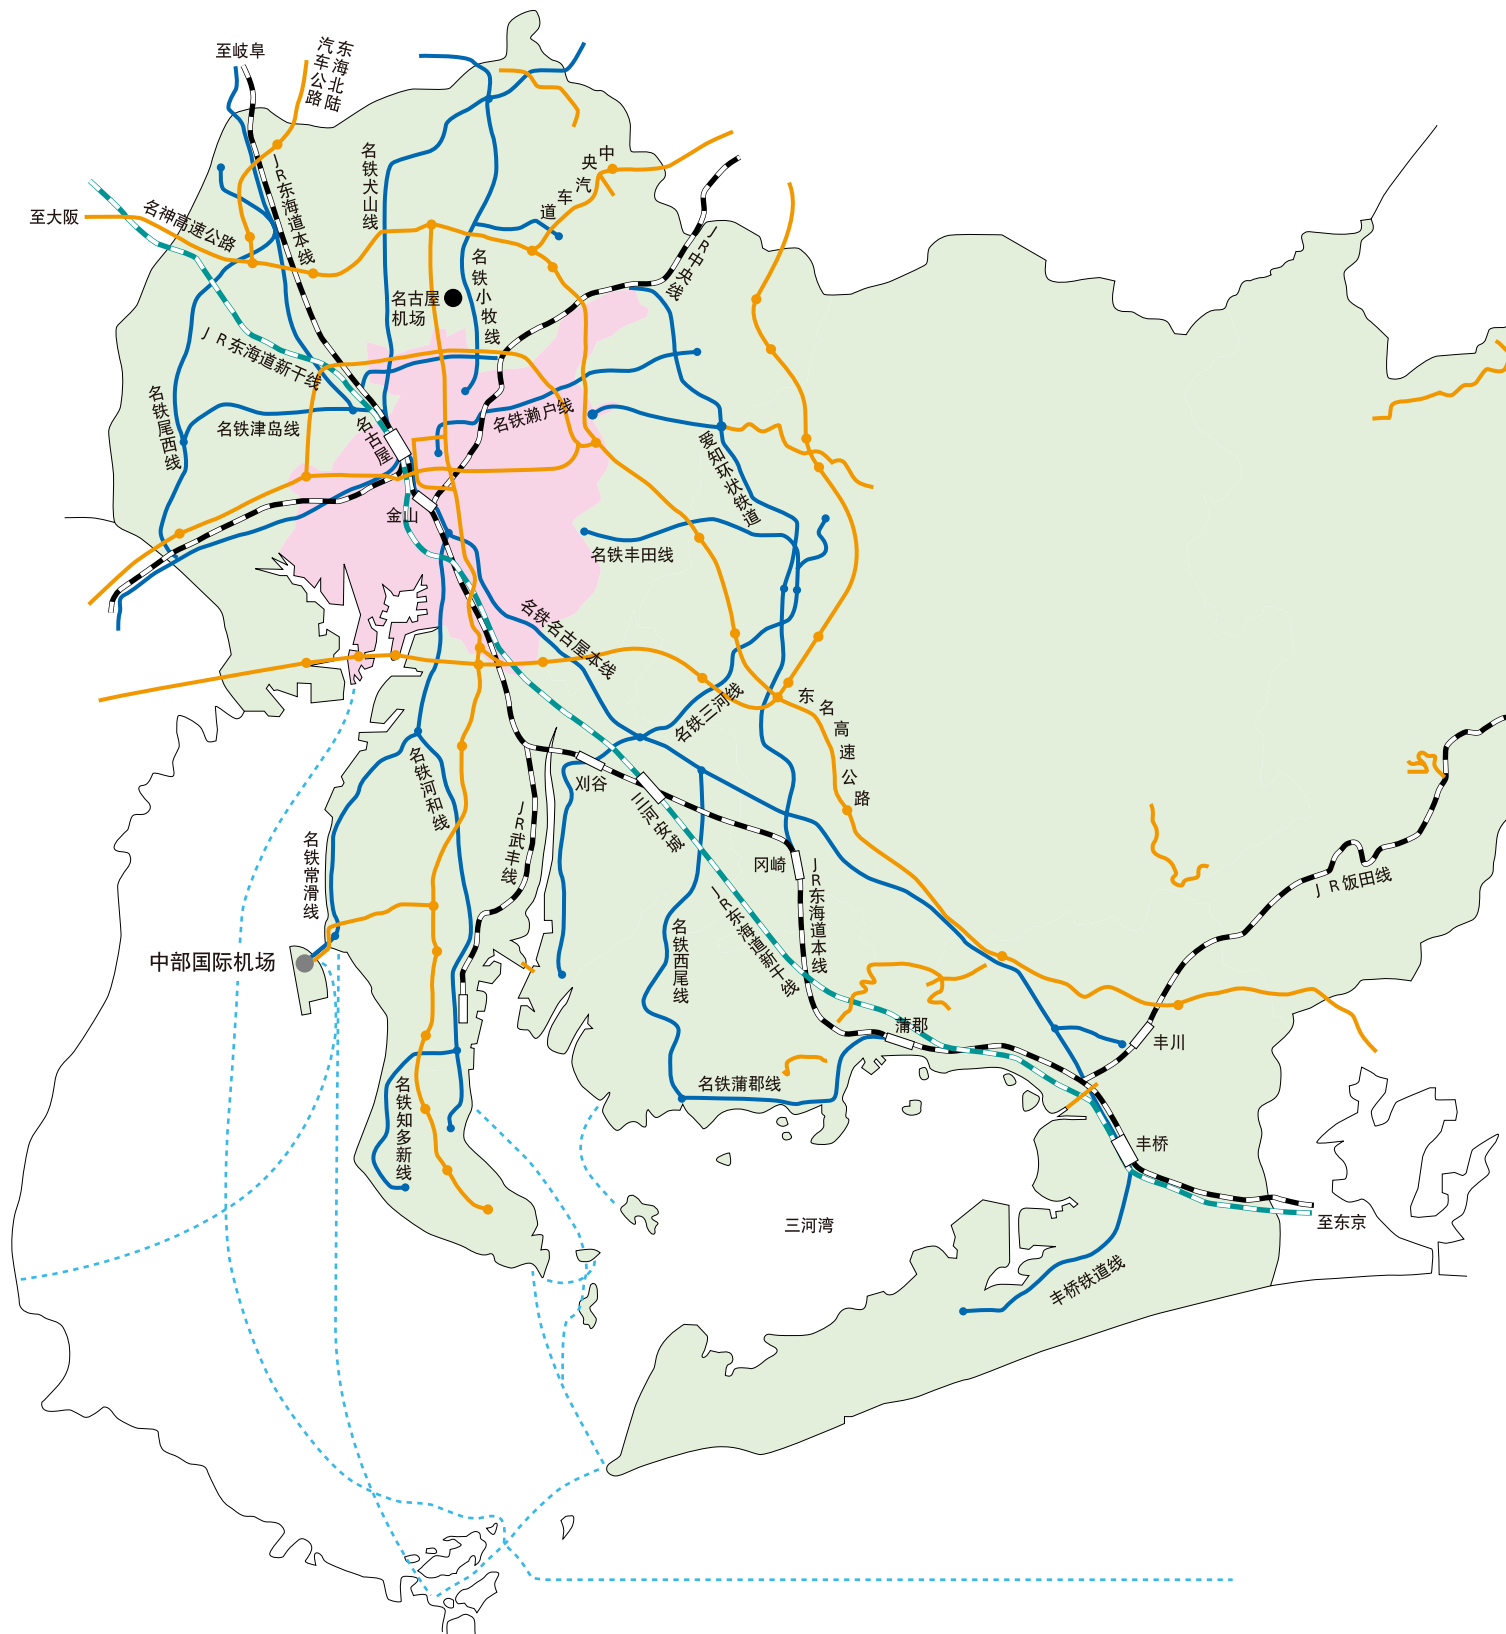 至岐阜
东海北陆
汽车公路
名铁犬山线
中央汽车道
JR东海道本线
至大阪
名神高速公路
名铁小牧线
JR中央线
名古屋
机场
JR东海道新干线
名铁尾西线
名铁津岛线
名古屋
名铁濑户线
爱知环状铁道
金山
名铁丰田线
名铁名古屋本线
名铁三河线
东名高速公路
名铁河和线
刈谷
三河安城
JR武丰线
名铁常滑线
冈崎
JR东海道本线
JR饭田线
JR东海道新干线
名铁西尾线
中部国际机场
蒲郡
丰川
名铁蒲郡线
名铁知多新线
丰桥
三河湾
至东京
丰桥铁道线